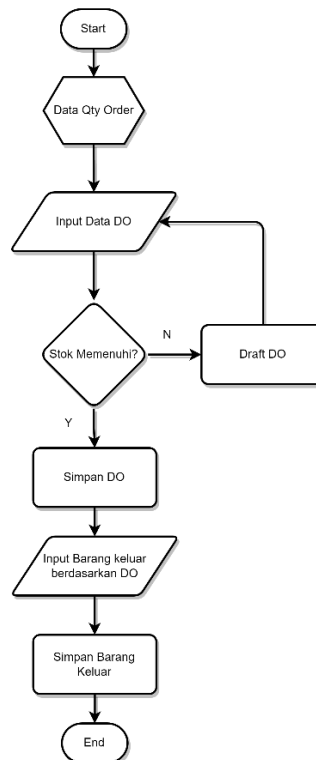 Start
Data Qty Order
Input Data DO
Stok Memenuhi?
N
Draft DO
Y
Simpan DO
Input Barang keluar
berdasarkan DO
Simpan Barang
Keluar
End